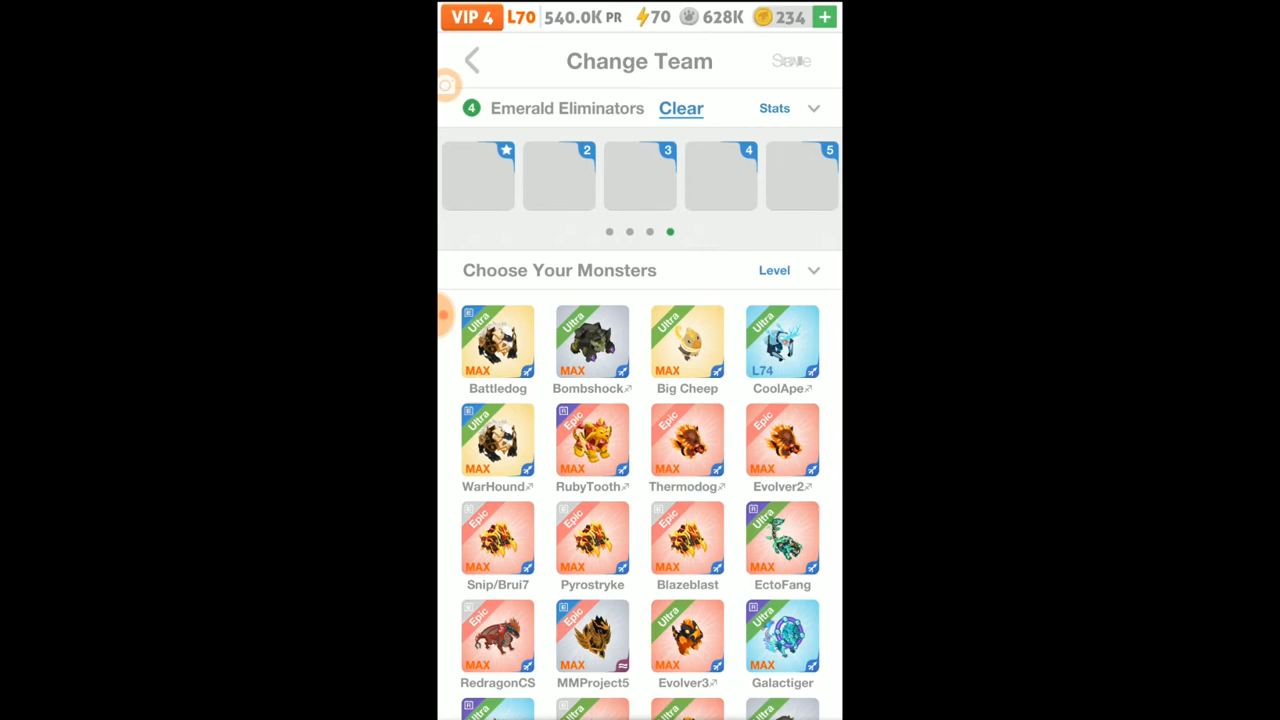 VIP 4 L70 540.0K PR 70 628K 234 +
Change Team
4 Emerald Eliminators Clear Stats
2 3 4 5
Choose Your Monsters Level
Ultra Ultra Ultra Ultra
MAX MAX MAX L74
Battledog Bombshock Big Cheep CoolApe
Ultra Epic Epic
MAX MAX MAX MAX
WarHound RubyTooth Thermodog Evolver2
Epic Epic Epic Ultra
MAX MAX MAX MAX
Snip/Brui7 Pyrostryke Blazeblast EctoFang
Epic Epic Ultra Ultra
MAX MAX MAX MAX
RedragonCS MMProject5 Evolver3 Galactiger